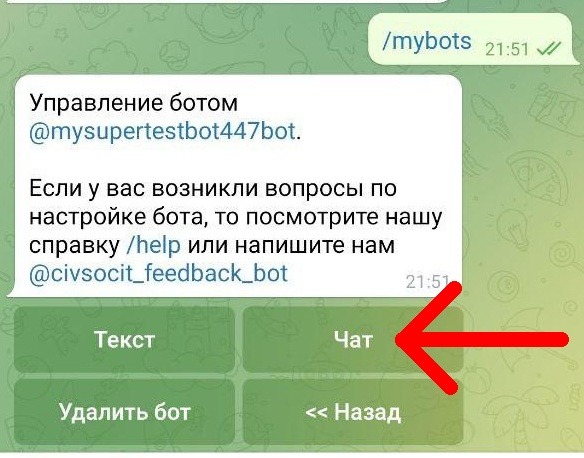 /mybots 21:51
Управление ботом
@mysupertestbot447bot.
Если у вас возникли вопросы по
настройке бота, то посмотрите нашу
справку /help или напишите нам
@civsocit_feedback_bot
21:51
Текст
Чат
Удалить бот
<< Назад